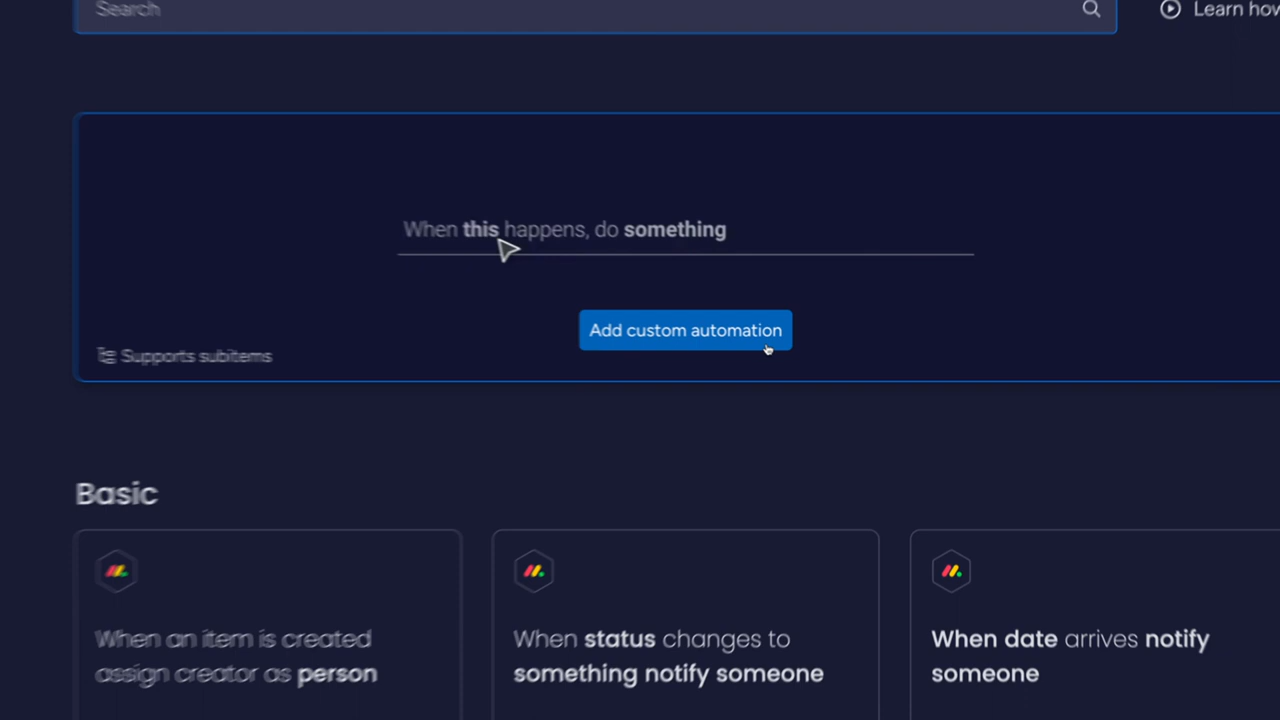 Search
Learn how
When this happens, do something
Add custom automation
Supports subitems
Basic
When an item is created
assign creator as person
When status changes to
something notify someone
When date arrives notify
someone